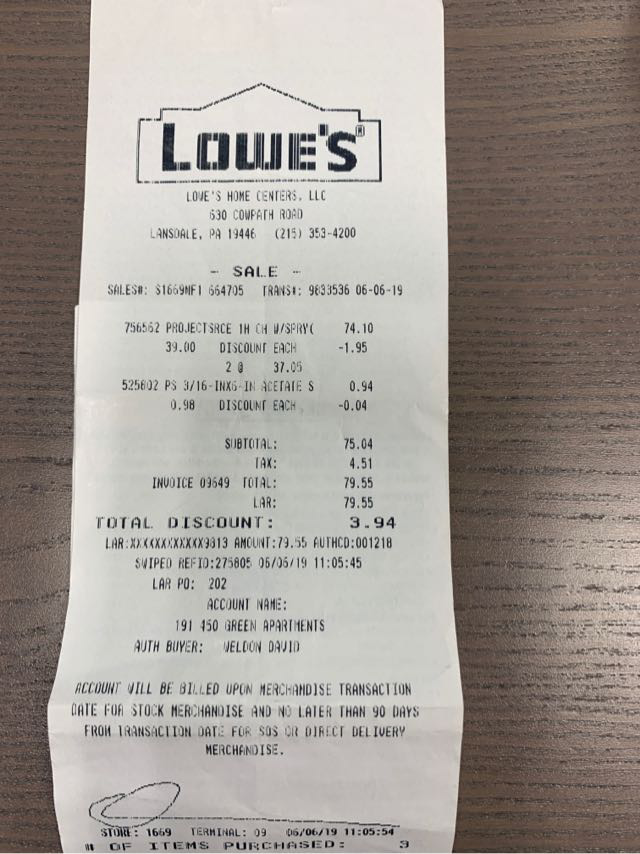 LOWE'S®
LOWE'S HOME CENTERS, LLC
630 COWPATH ROAD
LANSDALE, PA 19446 (215) 353-4200
- SALE -
SALES#: S1669MF1 664705 TRANS#: 9833536 06-06-19
756562 PROJECTSRCE 1H CH W/SPRY( 74.10
39.00 DISCOUNT EACH -1.95
2 @ 37.05
525802 PS 3/16-INX6-IN ACETATE S 0.94
0.98 DISCOUNT EACH -0.04
SUBTOTAL: 75.04
TAX: 4.51
INVOICE 09649 TOTAL: 79.55
LAR: 79.55
TOTAL DISCOUNT: 3.94
LAR:XXXXXXXXXXXX9813 AMOUNT:79.55 AUTHCD:001218
SWIPED REFID:275805 06/06/19 11:05:45
LAR PO: 202
ACCOUNT NAME:
191 450 GREEN APARTMENTS
AUTH BUYER: WELDON DAVID
ACCOUNT WILL BE BILLED UPON MERCHANDISE TRANSACTION
DATE FOR STOCK MERCHANDISE AND NO LATER THAN 90 DAYS
FROM TRANSACTION DATE FOR SOS OR DIRECT DELIVERY
MERCHANDISE.
STORE: 1669 TERMINAL: 09 06/06/19 11:05:54
# OF ITEMS PURCHASED: 3